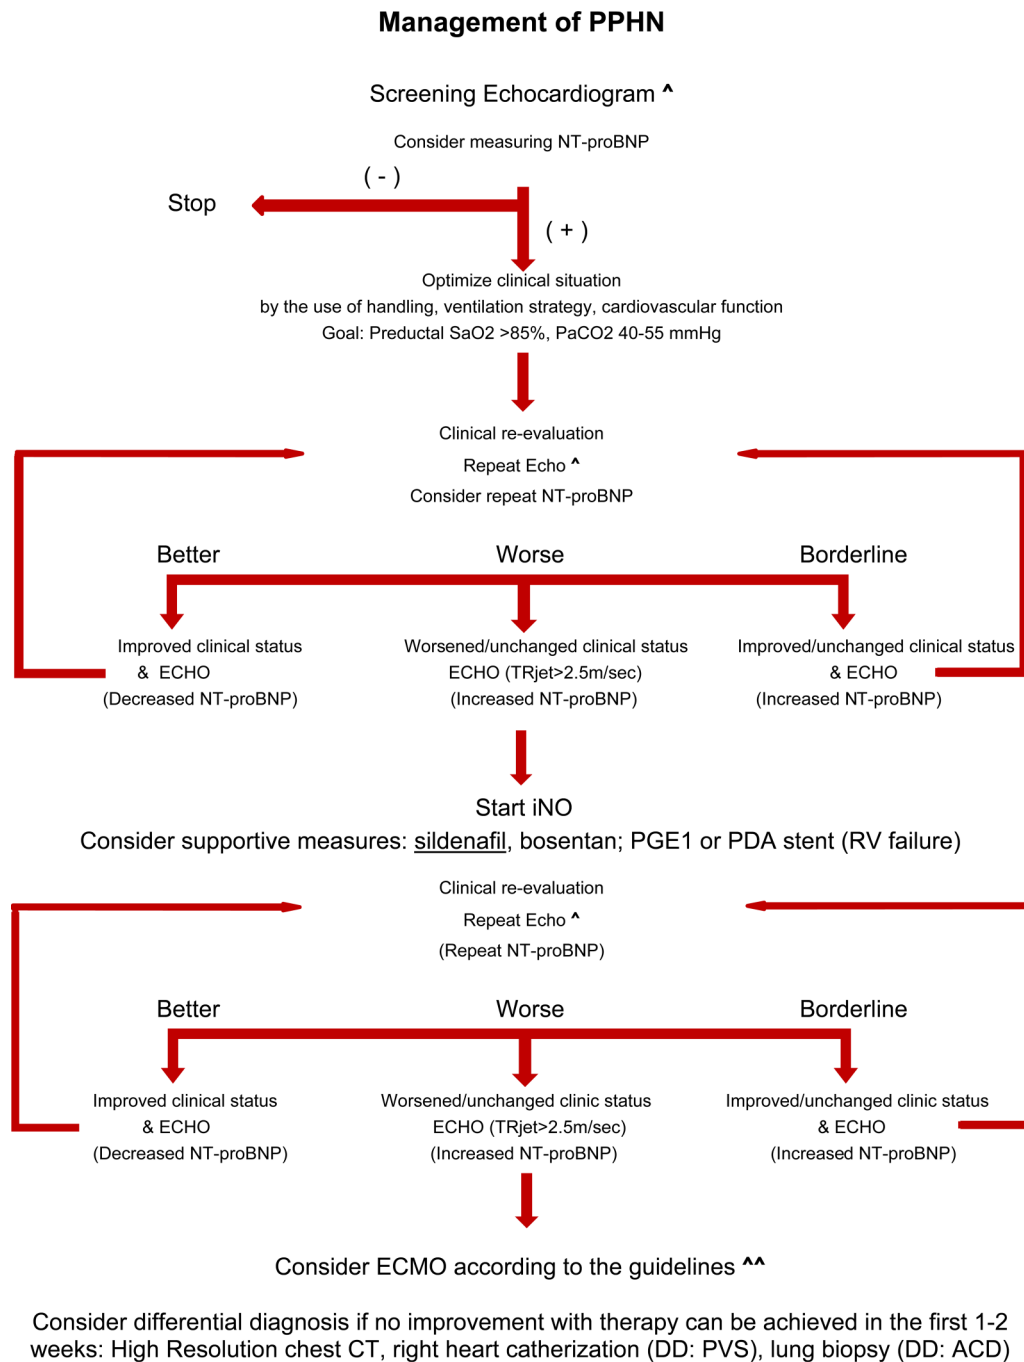 Management of PPHN
Screening Echocardiogram ^
Consider measuring NT-proBNP
( - )
Stop
( + )
Optimize clinical situation
by the use of handling, ventilation strategy, cardiovascular function
Goal: Preductal SaO2 >85%, PaCO2 40-55 mmHg
Clinical re-evaluation
Repeat Echo ^
Consider repeat NT-proBNP
Better Worse Borderline
Improved clinical status
& ECHO
(Decreased NT-proBNP)
Worsened/unchanged clinical status
ECHO (TRjet>2.5m/sec)
(Increased NT-proBNP)
Improved/unchanged clinical status
& ECHO
(Increased NT-proBNP)
Start iNO
Consider supportive measures: sildenafil, bosentan; PGE1 or PDA stent (RV failure)
Clinical re-evaluation
Repeat Echo ^
(Repeat NT-proBNP)
Better Worse Borderline
Improved clinical status
& ECHO
(Decreased NT-proBNP)
Worsened/unchanged clinic status
ECHO (TRjet>2.5m/sec)
(Increased NT-proBNP)
Improved/unchanged clinic status
& ECHO
(Increased NT-proBNP)
Consider ECMO according to the guidelines ^^
Consider differential diagnosis if no improvement with therapy can be achieved in the first 1-2
weeks: High Resolution chest CT, right heart catherization (DD: PVS), lung biopsy (DD: ACD)